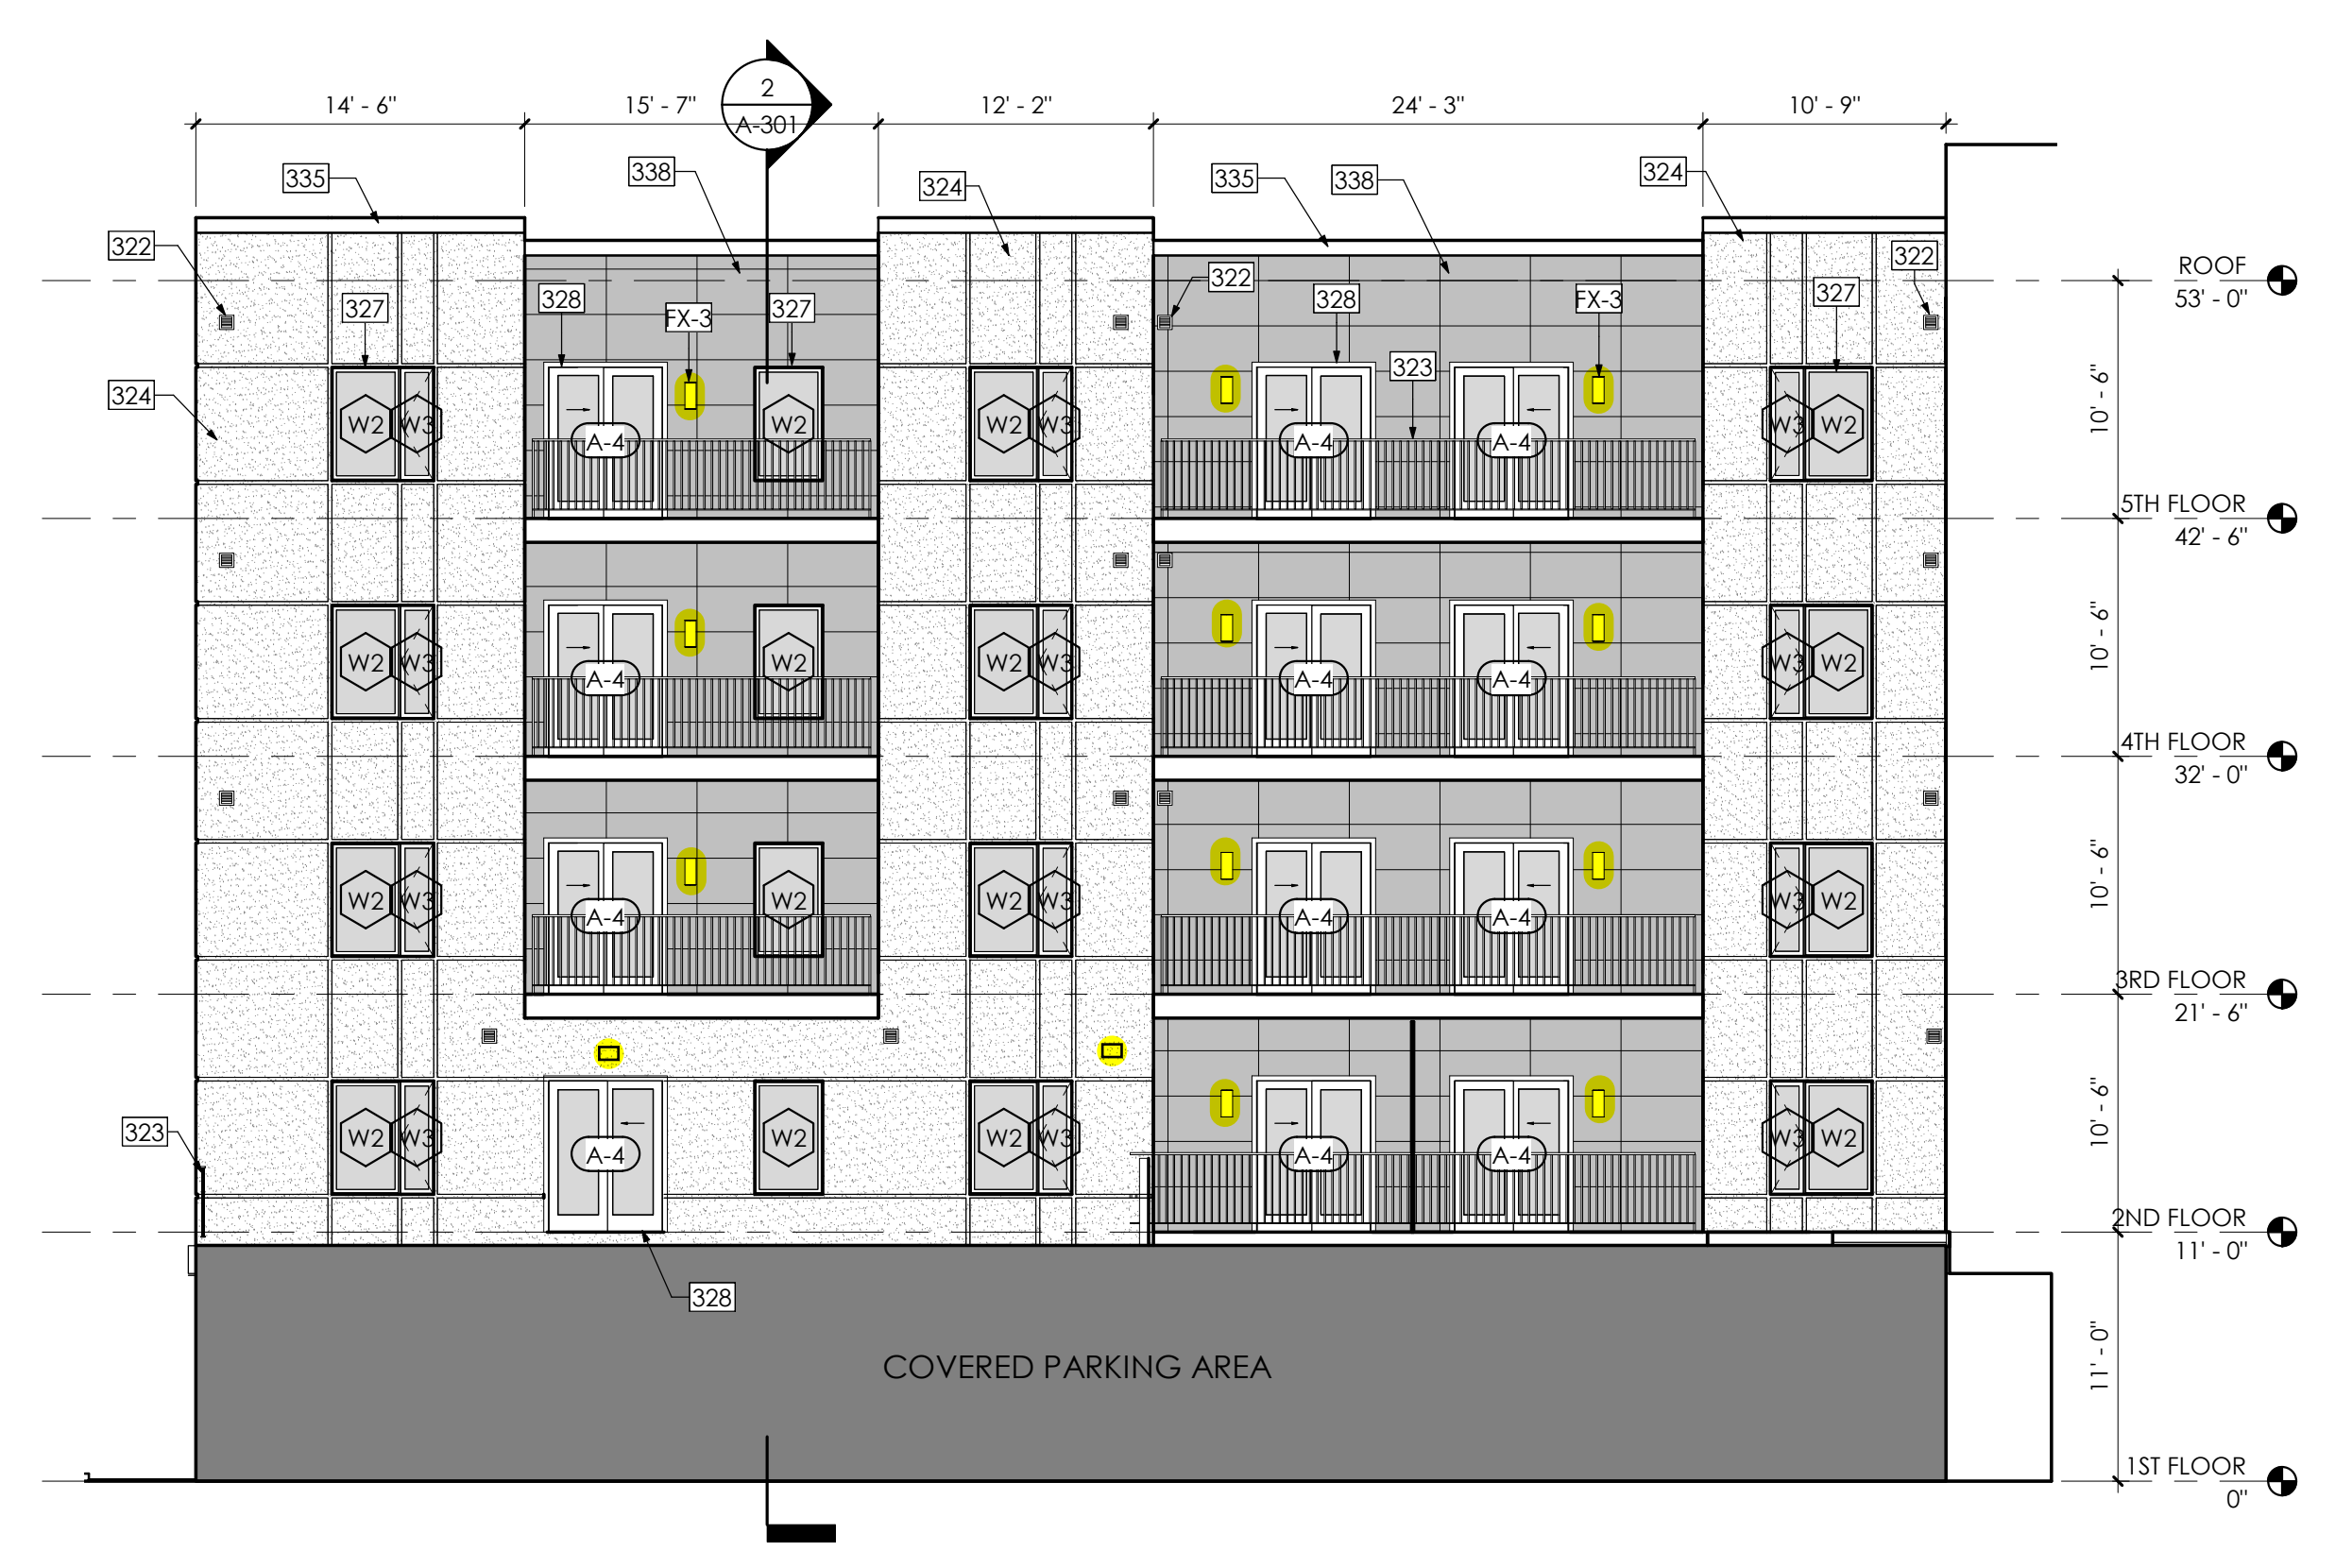 2
A-301
14' - 6"
15' - 7"
12' - 2"
24' - 3"
10' - 9"
335
338
324
335
338
324
322
322
322
ROOF
53' - 0"
327
328
FX-3
327
328
FX-3
327
323
324
10' - 6"
W2
W3
A-4
W2
W2
W3
A-4
A-4
W3
W2
5TH FLOOR
42' - 6"
10' - 6"
W2
W3
A-4
W2
W2
W3
A-4
A-4
W3
W2
4TH FLOOR
32' - 0"
10' - 6"
W2
W3
A-4
W2
W2
W3
A-4
A-4
W3
W2
3RD FLOOR
21' - 6"
10' - 6"
323
W2
W3
A-4
W2
W2
W3
A-4
A-4
W3
W2
2ND FLOOR
11' - 0"
328
COVERED PARKING AREA
11' - 0"
1ST FLOOR
0"